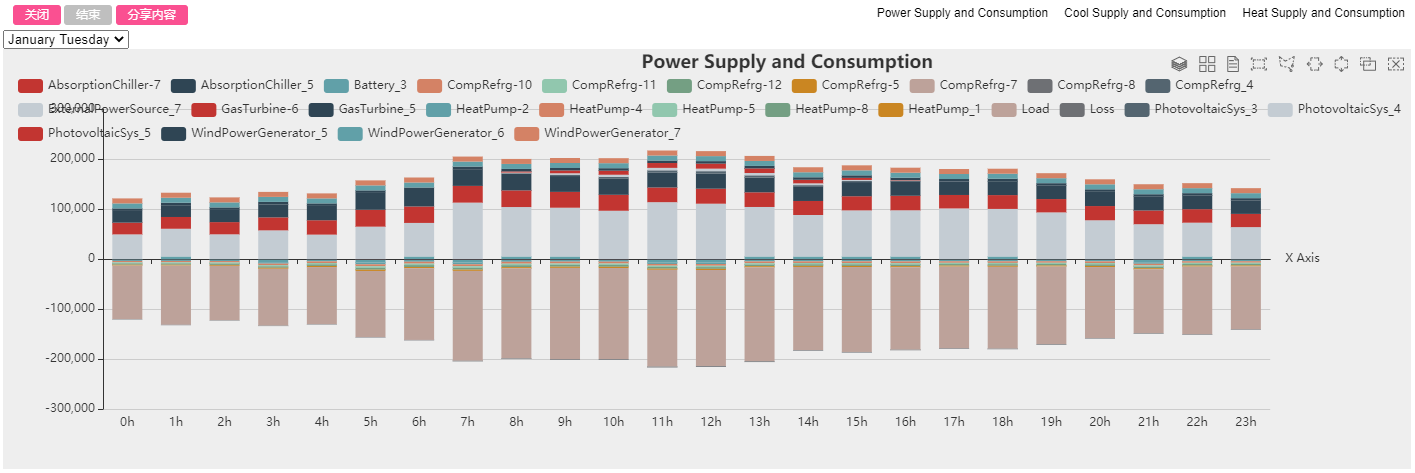 关闭 结束 分享内容 Power Supply and Consumption Cool Supply and Consumption Heat Supply and Consumption
January Tuesday
Power Supply and Consumption
AbsorptionChiller-7 AbsorptionChiller_5 Battery_3 CompRefrg-10 CompRefrg-11 CompRefrg-12 CompRefrg-5 CompRefrg-7 CompRefrg-8 CompRefrg_4
ExternalPowerSource_7 GasTurbine-6 GasTurbine_5 HeatPump-2 HeatPump-4 HeatPump-5 HeatPump-8 HeatPump_1 Load Loss PhotovoltaicSys_3 PhotovoltaicSys_4
300,000
PhotovoltaicSys_5 WindPowerGenerator_5 WindPowerGenerator_6 WindPowerGenerator_7
200,000
100,000
0
X Axis
-100,000
-200,000
-300,000
0h 1h 2h 3h 4h 5h 6h 7h 8h 9h 10h 11h 12h 13h 14h 15h 16h 17h 18h 19h 20h 21h 22h 23h